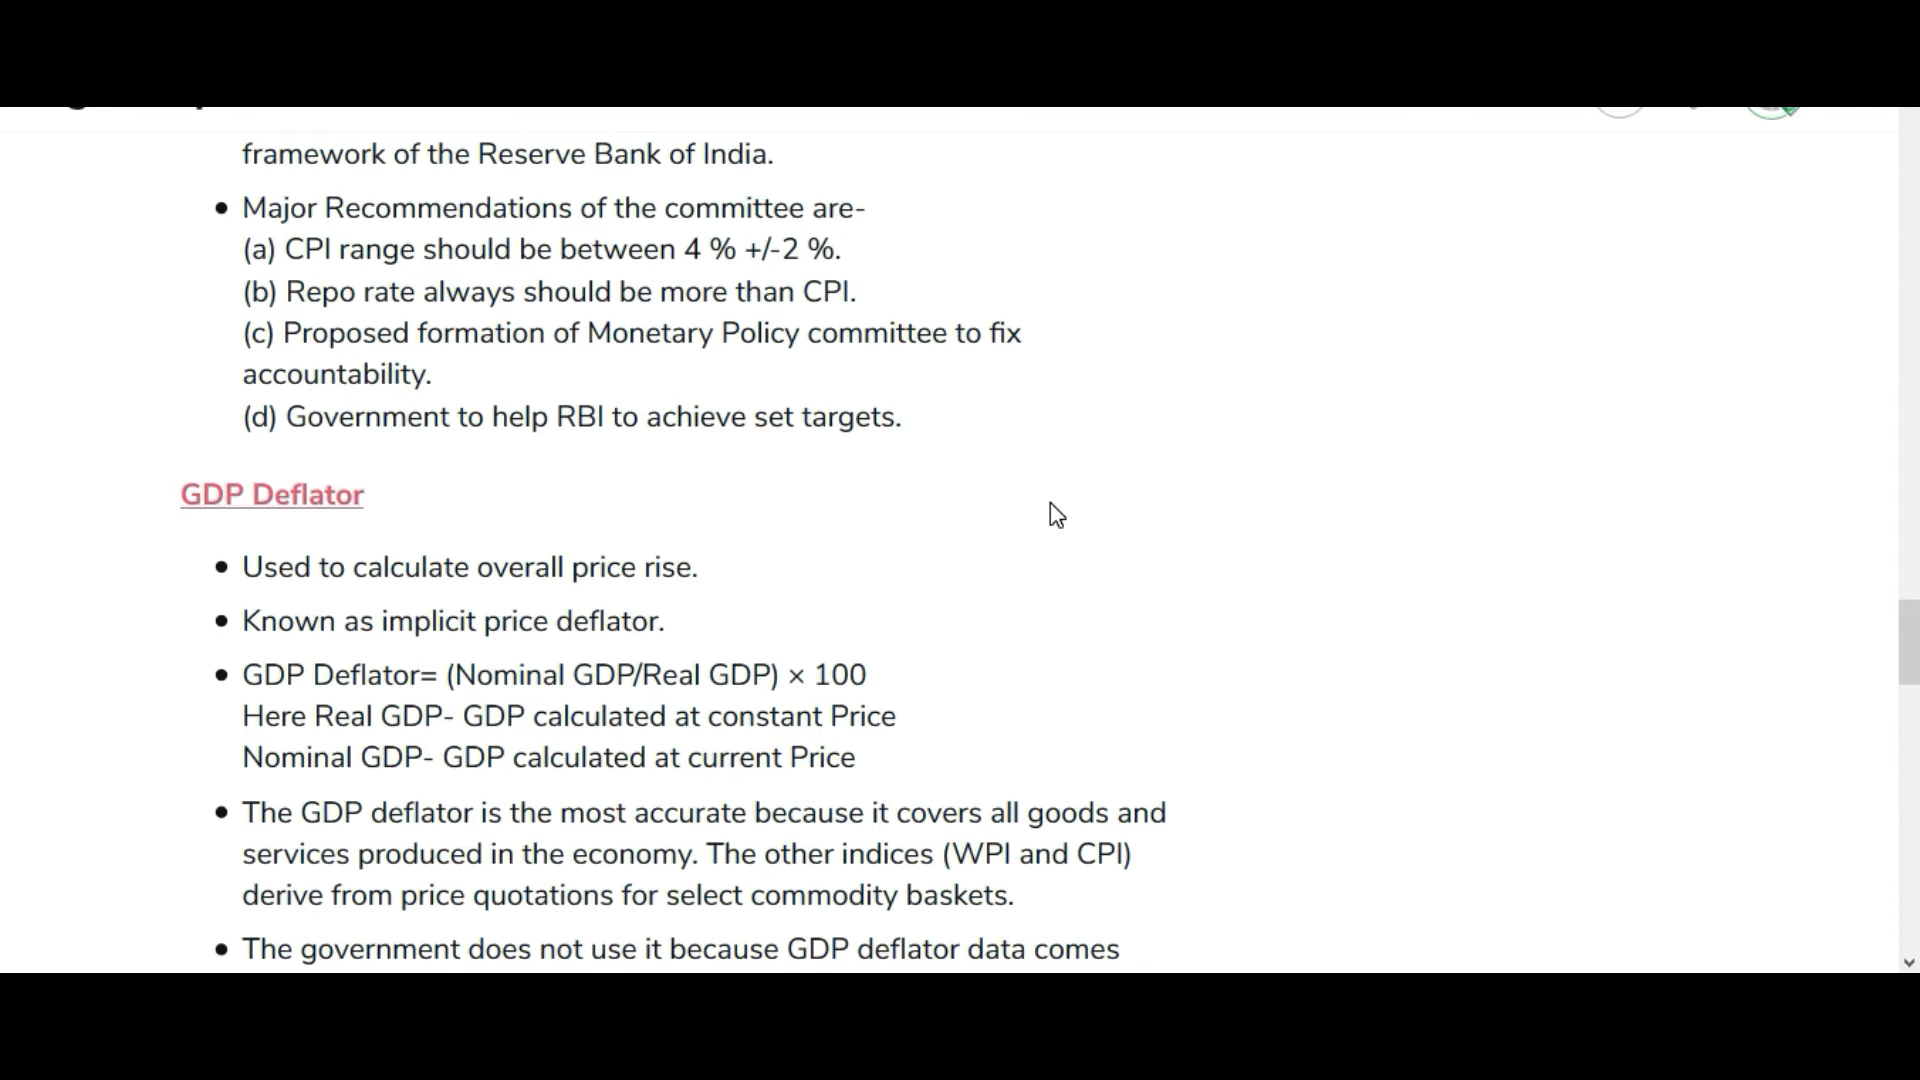 framework of the Reserve Bank of India.
● Major Recommendations of the committee are-
(a) CPI range should be between 4 % +/-2 %.
(b) Repo rate always should be more than CPI.
(c) Proposed formation of Monetary Policy committee to fix
accountability.
(d) Government to help RBI to achieve set targets.
GDP Deflator
● Used to calculate overall price rise.
● Known as implicit price deflator.
● GDP Deflator= (Nominal GDP/Real GDP) × 100
Here Real GDP- GDP calculated at constant Price
Nominal GDP- GDP calculated at current Price
● The GDP deflator is the most accurate because it covers all goods and
services produced in the economy. The other indices (WPI and CPI)
derive from price quotations for select commodity baskets.
● The government does not use it because GDP deflator data comes